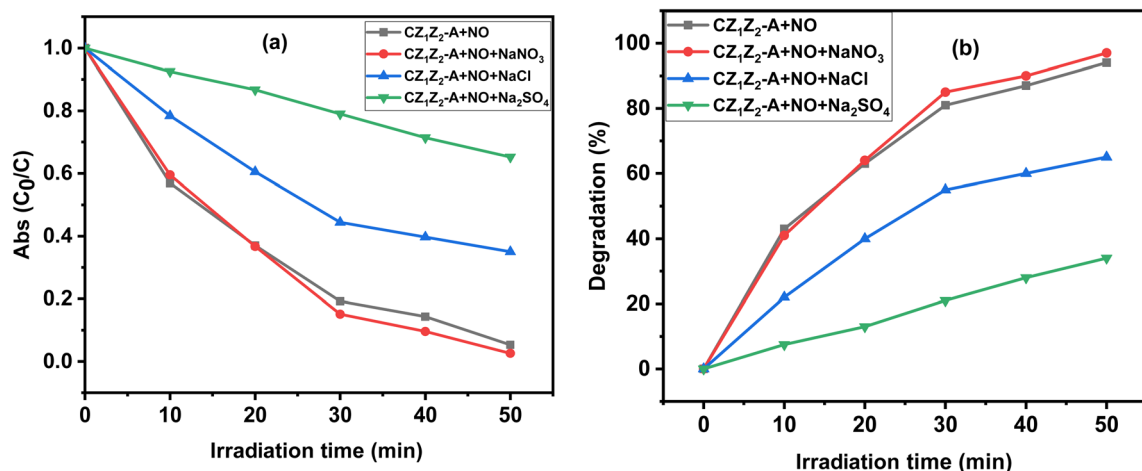 (a)
CZ₁Z₂-A+NO
CZ₁Z₂-A+NO+NaNO₃
CZ₁Z₂-A+NO+NaCl
CZ₁Z₂-A+NO+Na₂SO₄
Abs (C₀/C)
1.0
0.8
0.6
0.4
0.2
0.0
0 10 20 30 40 50
Irradiation time (min)
(b)
CZ₁Z₂-A+NO
CZ₁Z₂-A+NO+NaNO₃
CZ₁Z₂-A+NO+NaCl
CZ₁Z₂-A+NO+Na₂SO₄
Degradation (%)
100
80
60
40
20
0
0 10 20 30 40 50
Irradiation time (min)